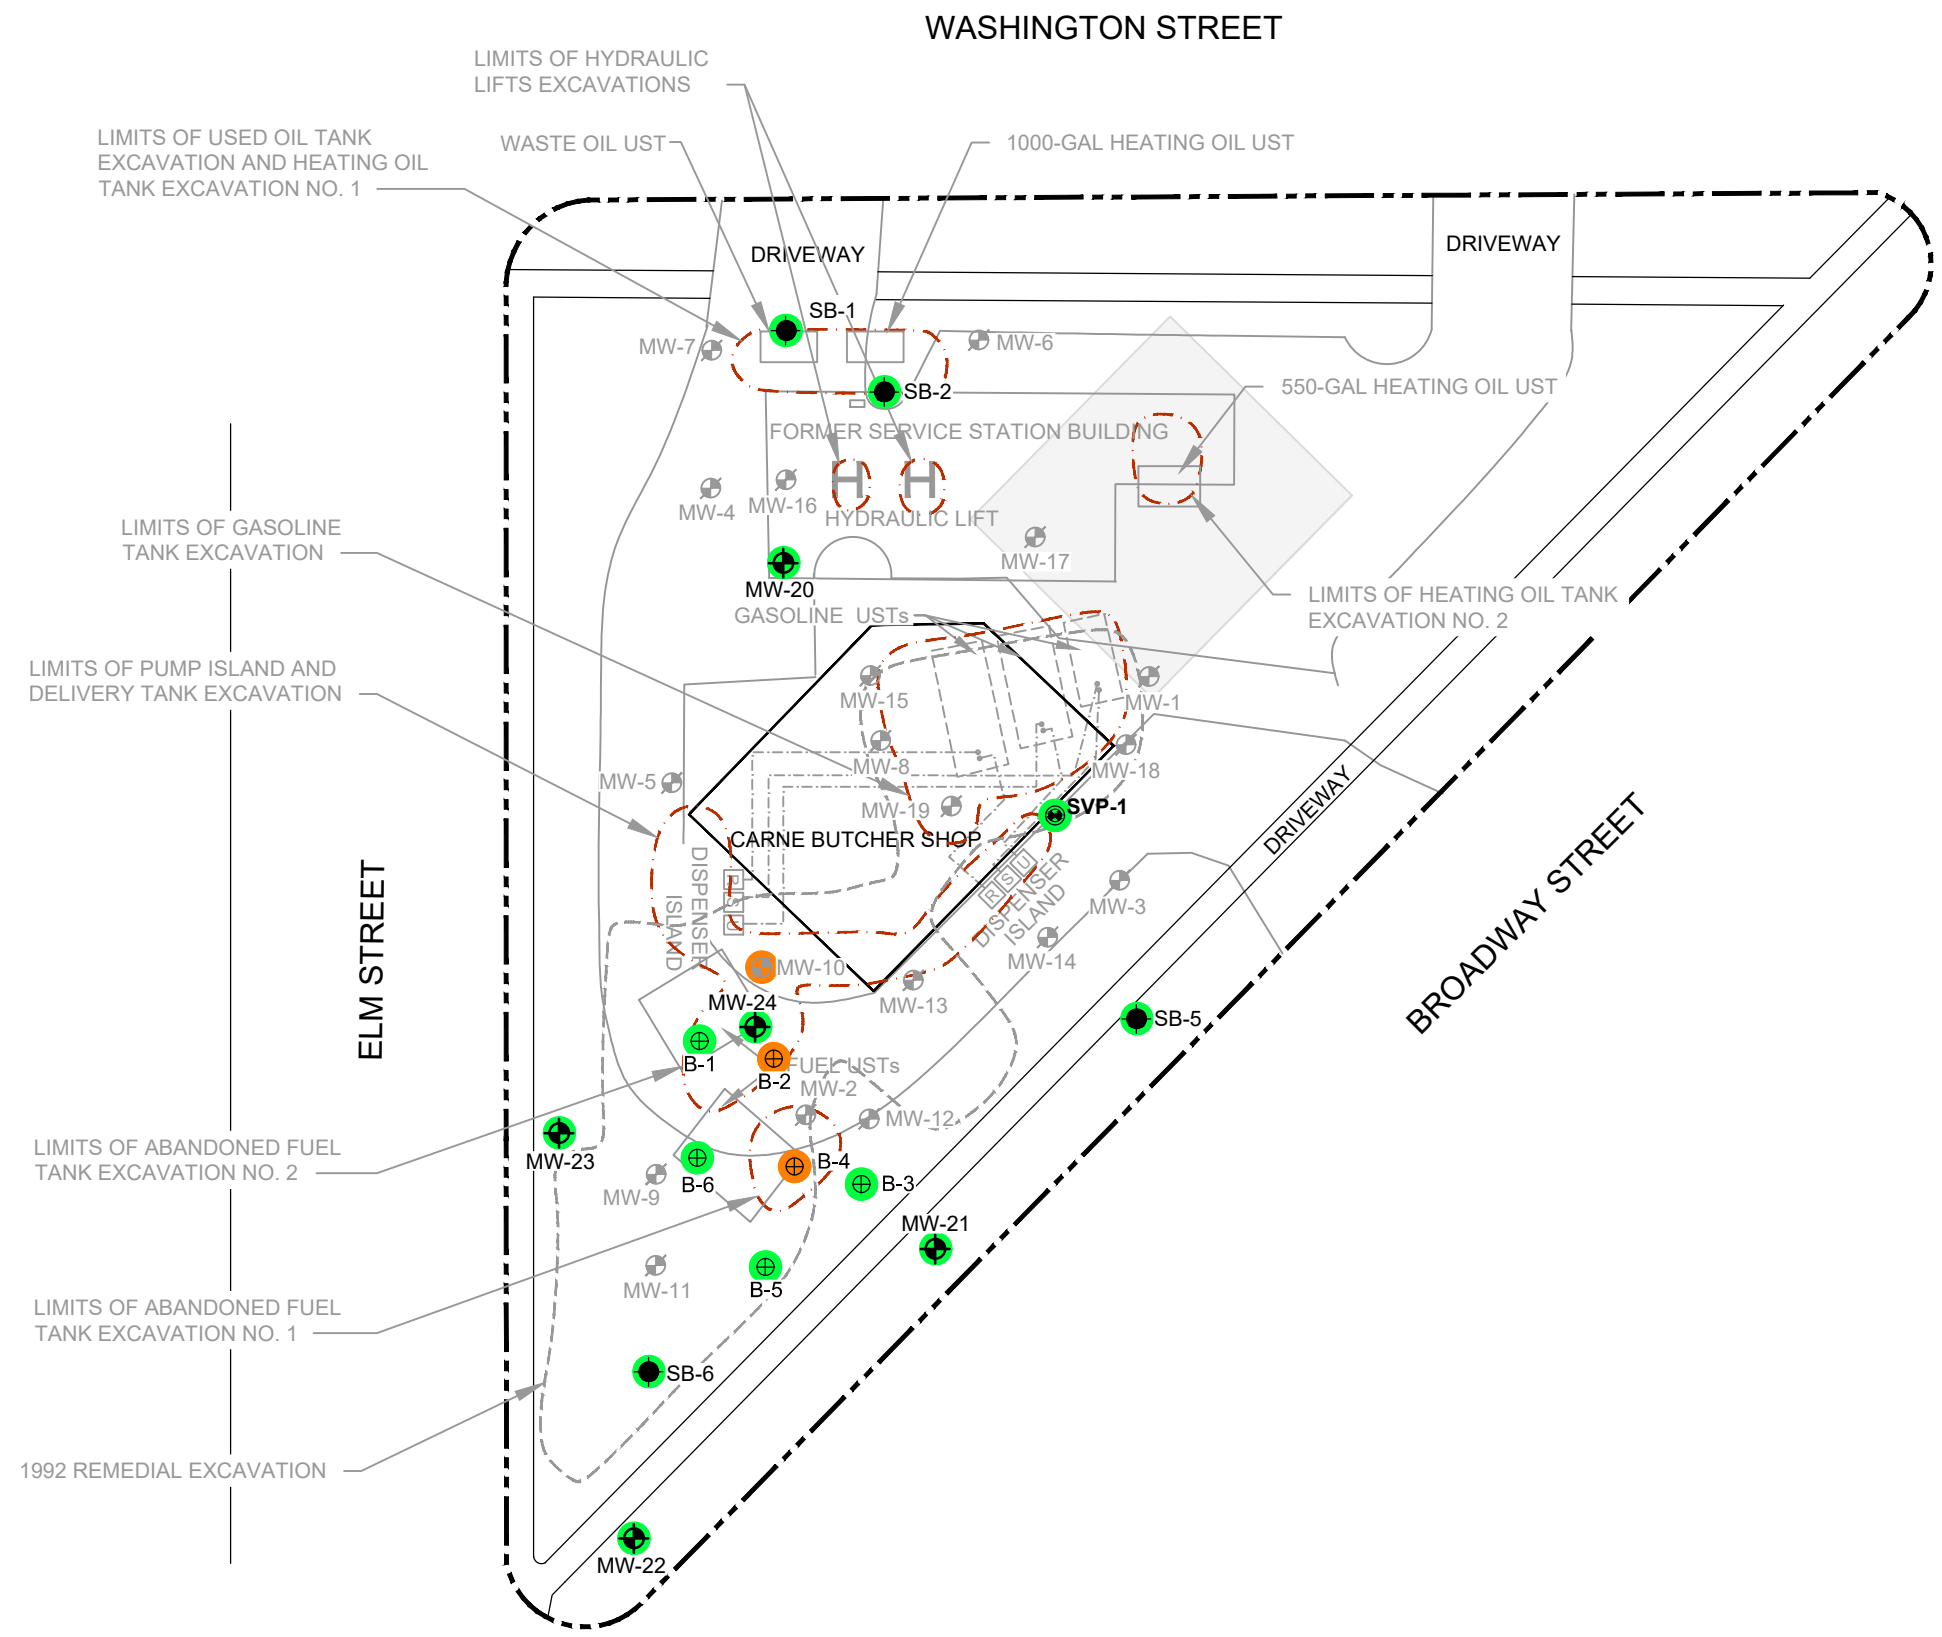 WASHINGTON STREET
LIMITS OF HYDRAULIC
LIFTS EXCAVATIONS
LIMITS OF USED OIL TANK
EXCAVATION AND HEATING OIL
TANK EXCAVATION NO. 1
WASTE OIL UST
1000-GAL HEATING OIL UST
DRIVEWAY
DRIVEWAY
SB-1
MW-7
MW-6
SB-2
550-GAL HEATING OIL UST
FORMER SERVICE STATION BUILDING
MW-4
MW-16
HYDRAULIC LIFT
LIMITS OF GASOLINE
TANK EXCAVATION
MW-17
MW-20
LIMITS OF HEATING OIL TANK
EXCAVATION NO. 2
GASOLINE USTs
LIMITS OF PUMP ISLAND AND
DELIVERY TANK EXCAVATION
MW-15
MW-1
MW-8
MW-18
MW-5
MW-19
SVP-1
DRIVEWAY
CARNE BUTCHER SHOP
DISPENSER
ISLAND
R
S
U
R
S
U
DISPENSER
ISLAND
MW-3
ELM STREET
BROADWAY STREET
MW-10
MW-14
MW-24
MW-13
SB-5
B-1
B-2
FUEL USTs
MW-2
MW-12
LIMITS OF ABANDONED FUEL
TANK EXCAVATION NO. 2
MW-23
B-4
B-6
MW-9
B-3
MW-21
MW-11
B-5
LIMITS OF ABANDONED FUEL
TANK EXCAVATION NO. 1
SB-6
1992 REMEDIAL EXCAVATION
MW-22